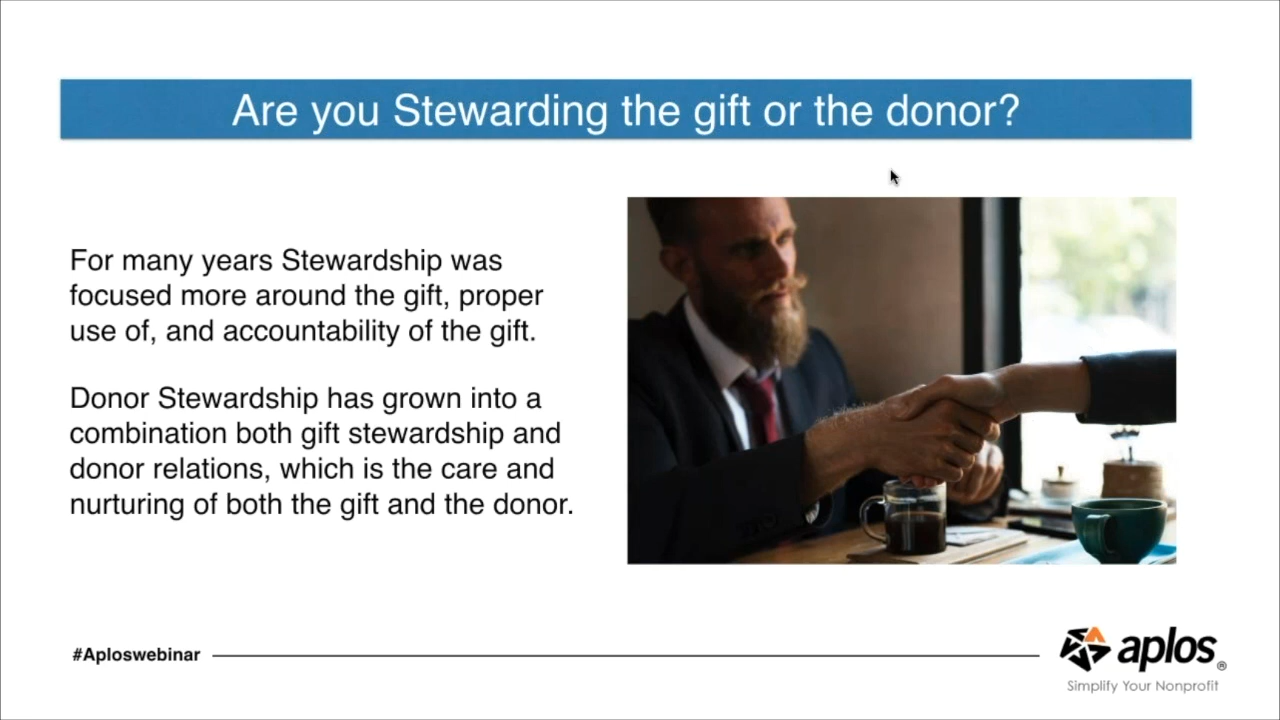 Are you Stewarding the gift or the donor?
For many years Stewardship was
focused more around the gift, proper
use of, and accountability of the gift.
Donor Stewardship has grown into a
combination both gift stewardship and
donor relations, which is the care and
nurturing of both the gift and the donor.
#Aploswebinar
aplos®
Simplify Your Nonprofit